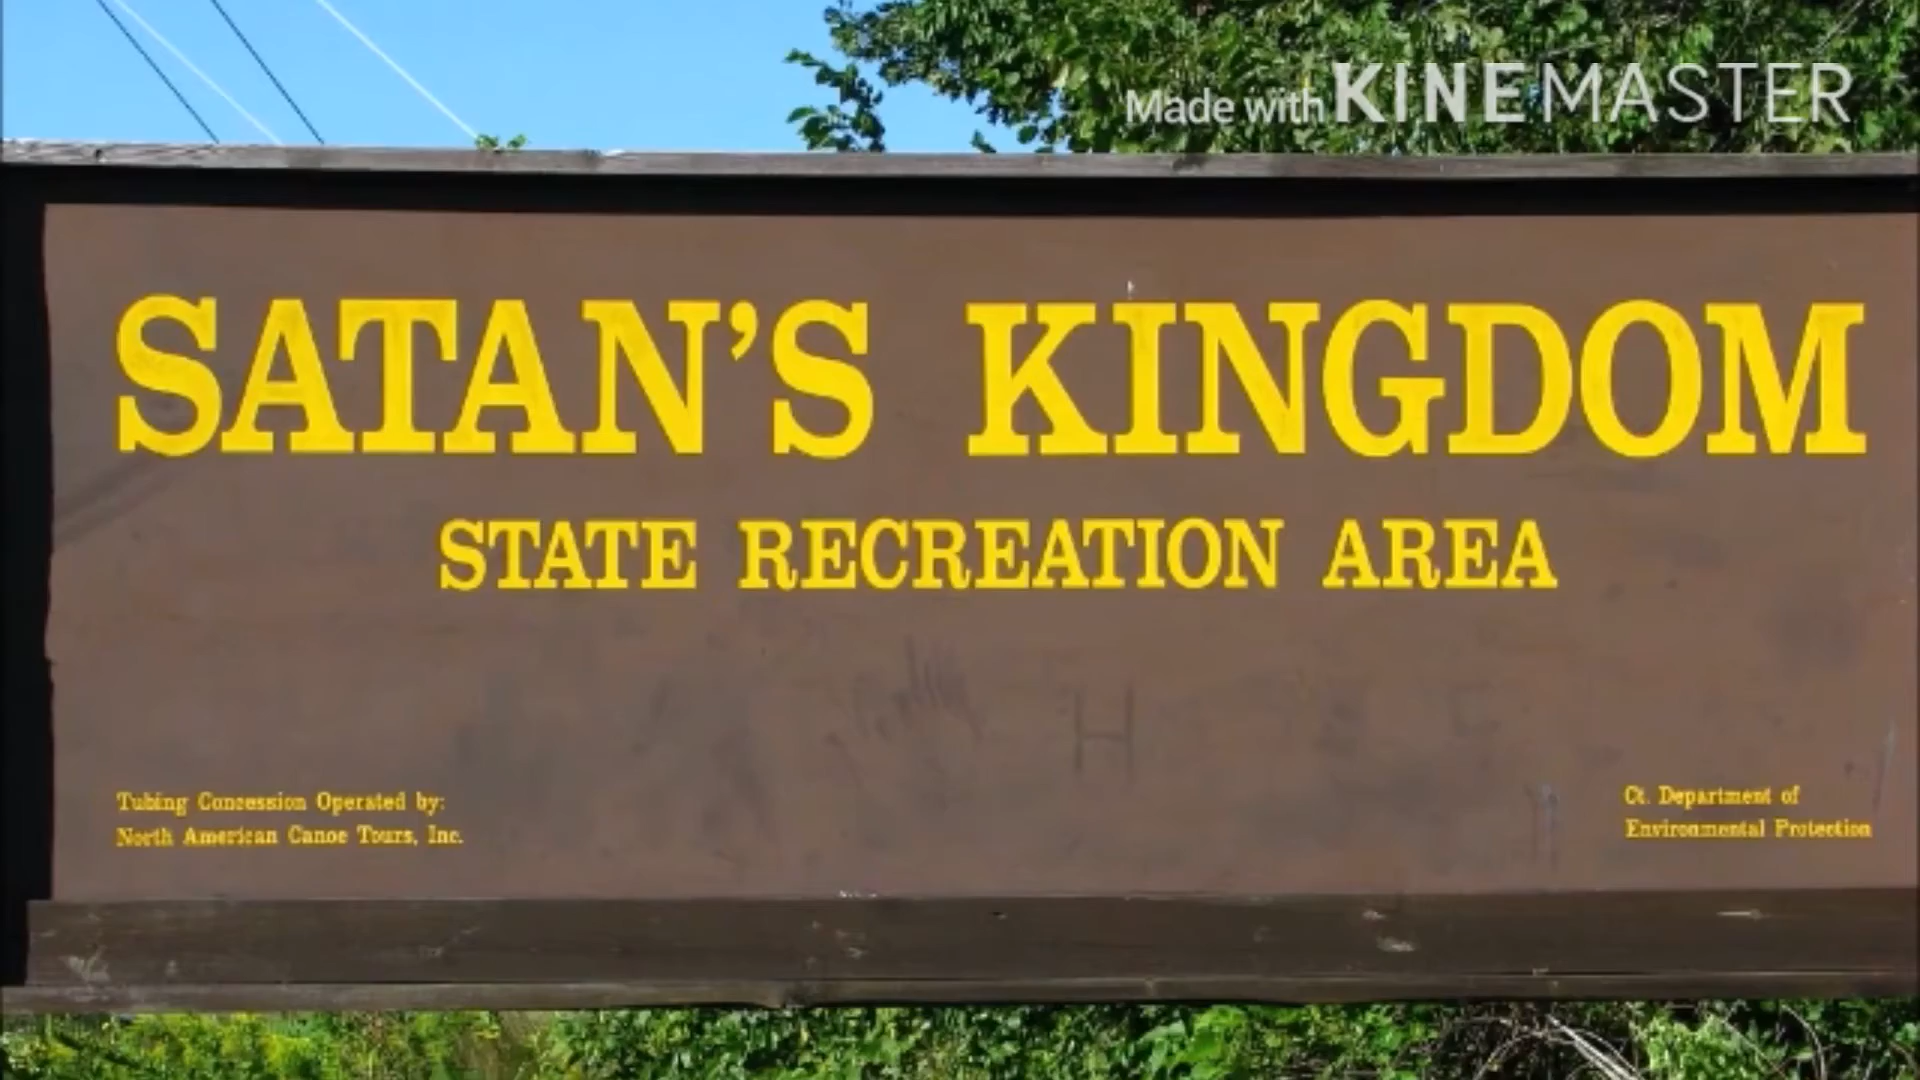 Made with KINEMASTER
SATAN'S KINGDOM
STATE RECREATION AREA
Tubing Concession Operated by:
North American Canoe Tours, Inc.
Ct. Department of
Environmental Protection
H